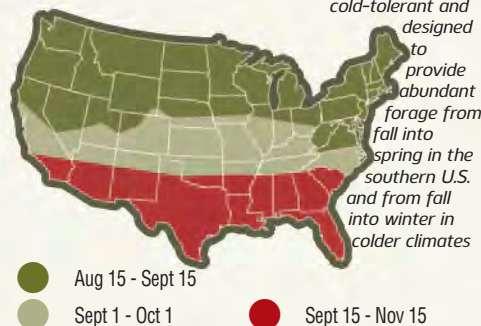 cold-tolerant and
designed
to
provide
abundant
forage from
fall into
spring in the
southern U.S.
and from fall
into winter in
colder climates
Aug 15 - Sept 15
Sept 1 - Oct 1
Sept 15 - Nov 15